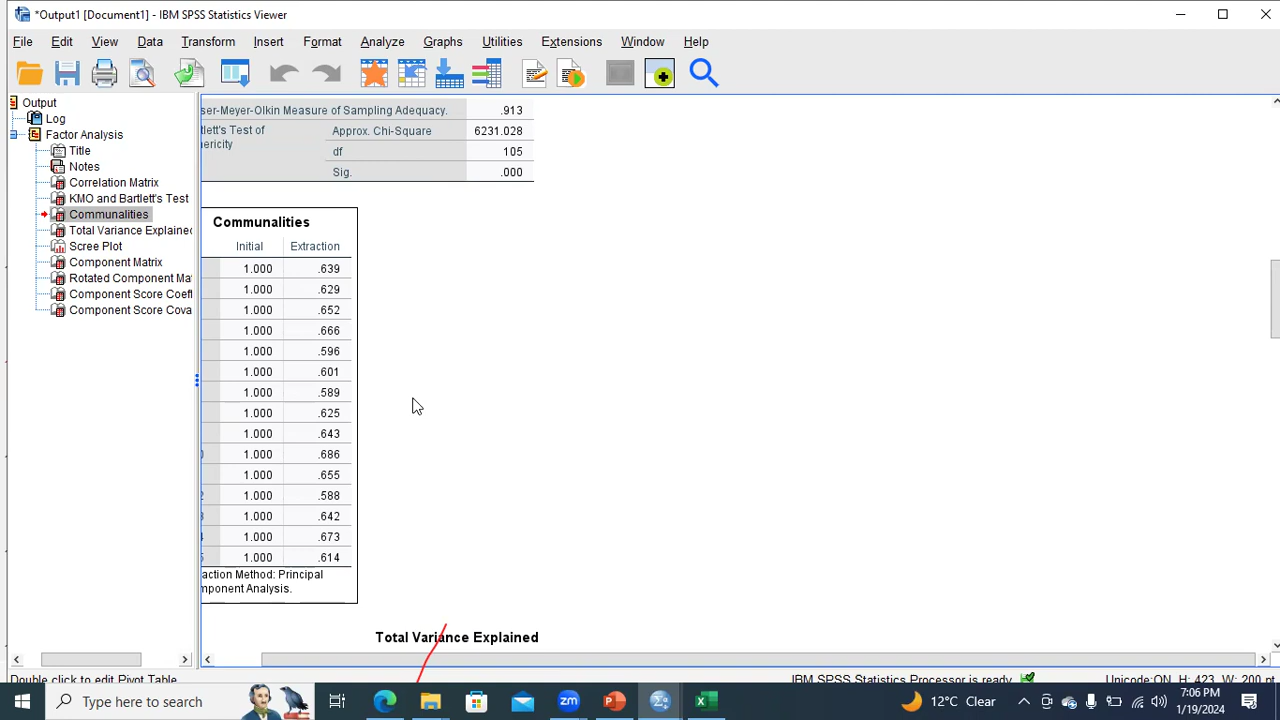 *Output1 [Document1] - IBM SPSS Statistics Viewer
File Edit View Data Transform Insert Format Analyze Graphs Utilities Extensions Window Help
Output
Log
Factor Analysis
Title
Notes
Correlation Matrix
KMO and Bartlett's Test
Communalities
Total Variance Explained
Scree Plot
Component Matrix
Rotated Component Ma
Component Score Coeff
Component Score Cova
ser-Meyer-Olkin Measure of Sampling Adequacy. .913
tlett's Test of Approx. Chi-Square 6231.028
nericity
df 105
Sig. .000
Communalities
Initial Extraction
1.000 .639
1.000 .629
1.000 .652
1.000 .666
1.000 .596
1.000 .601
1.000 .589
1.000 .625
1.000 .643
1.000 .686
1.000 .655
2 1.000 .588
3 1.000 .642
4 1.000 .673
5 1.000 .614
action Method: Principal
mponent Analysis.
Total Variance Explained
Double click to edit Pivot Table
IBM SPSS Statistics Processor is ready
Unicode:ON H: 423, W: 200 pt
Type here to search
12°C Clear
7:06 PM
1/19/2024